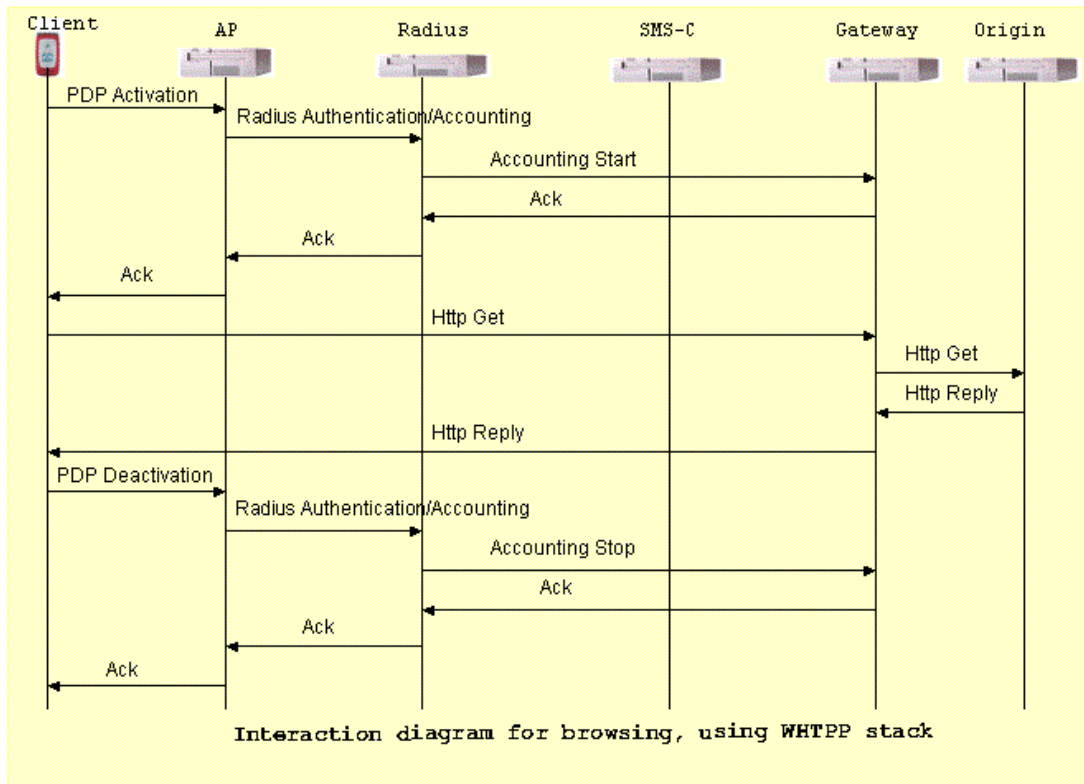 Client
AP
Radius
SMS-C
Gateway
Origin
PDP Activation
Radius Authentication/Accounting
Accounting Start
Ack
Ack
Ack
Http Get
Http Get
Http Reply
Http Reply
PDP Deactivation
Radius Authentication/Accounting
Accounting Stop
Ack
Ack
Ack
Interaction diagram for browsing, using WHTPP stack